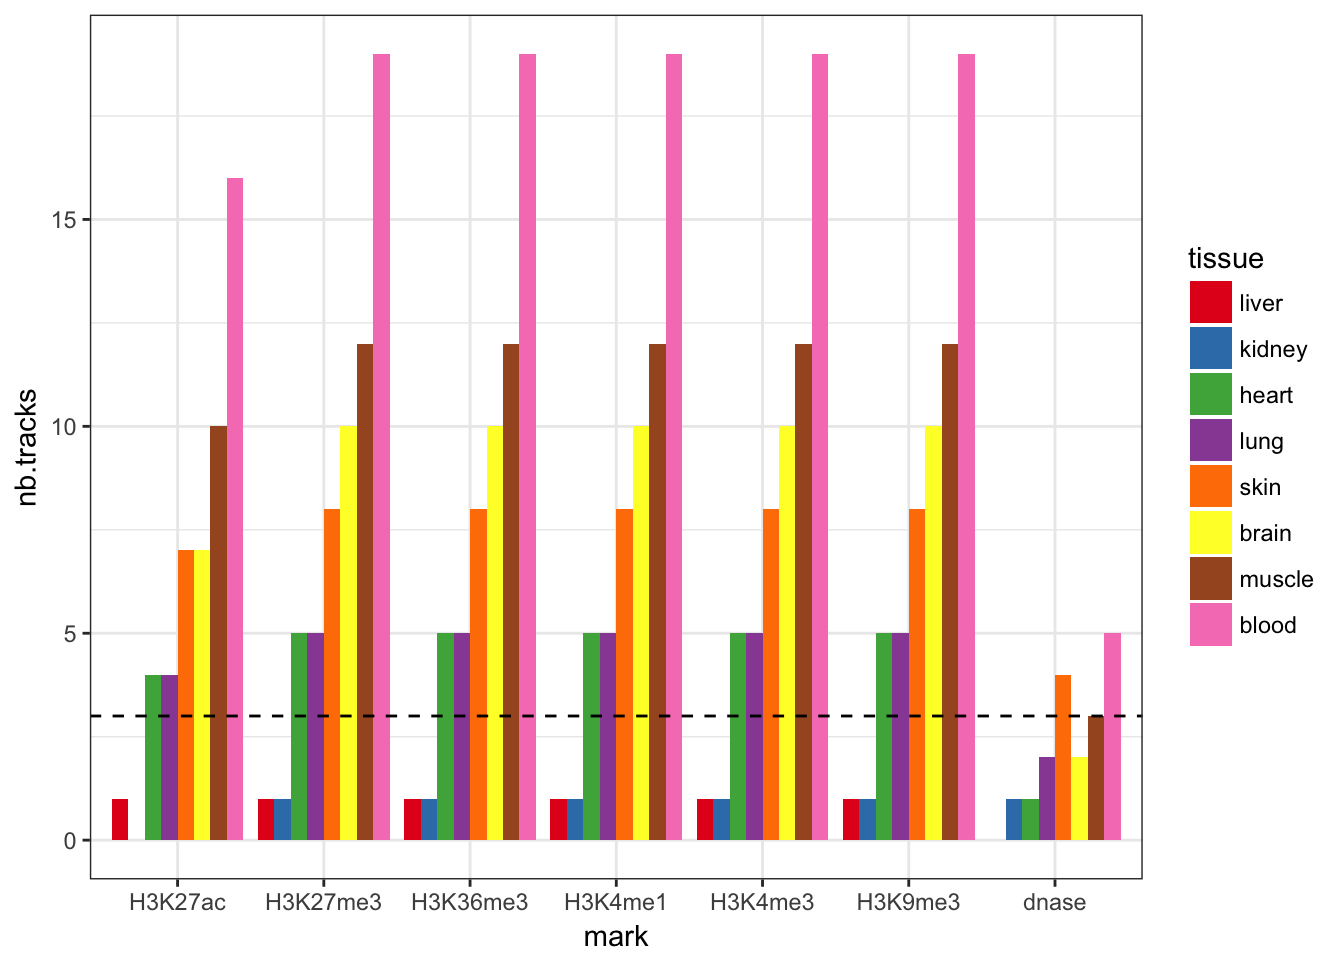 nb.tracks
15
10
5
0
H3K27ac H3K27me3 H3K36me3 H3K4me1 H3K4me3 H3K9me3 dnase
mark
tissue
liver
kidney
heart
lung
skin
brain
muscle
blood